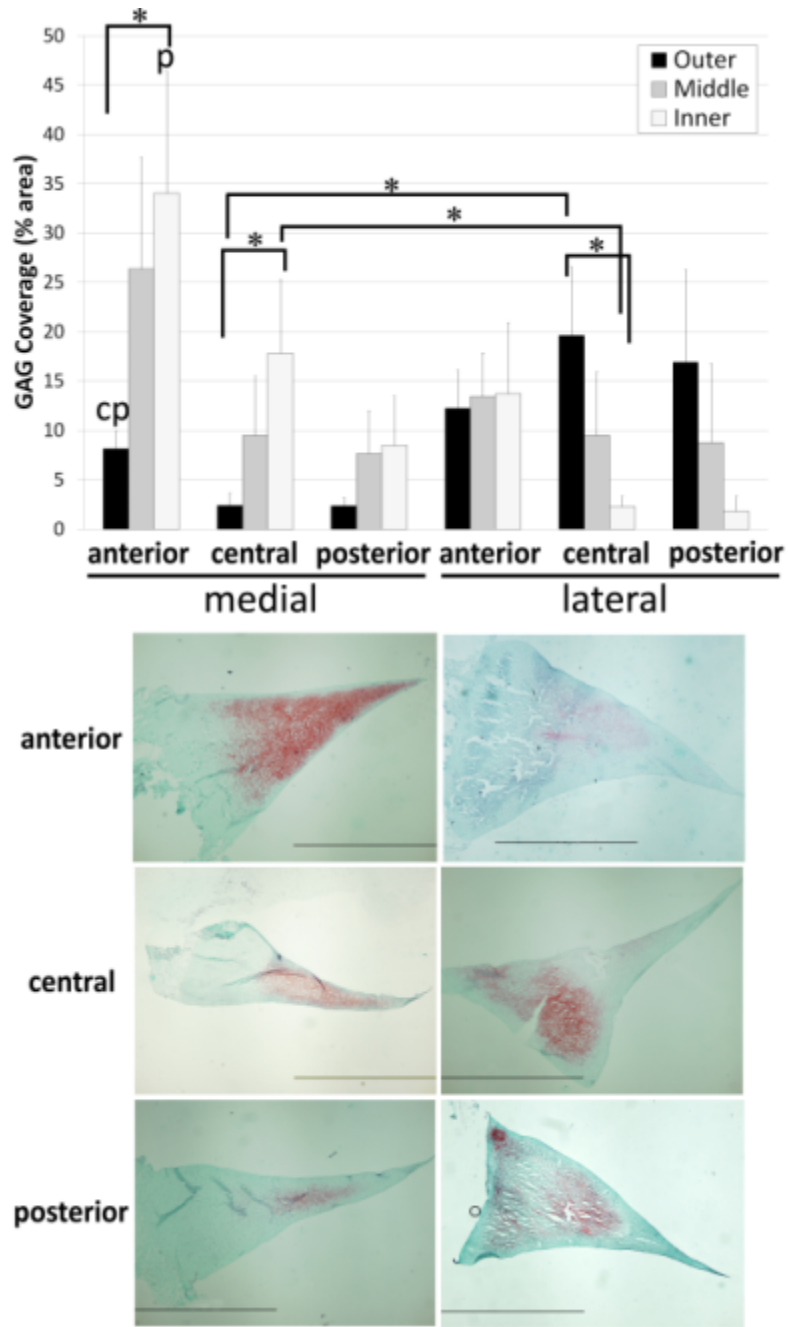 *
50
p
Outer
Middle
Inner
45
40
35
30
25
20
15
10
5
0
GAG Coverage (% area)
*
*
*
*
cp
anterior central posterior anterior central posterior
medial lateral
anterior
central
posterior